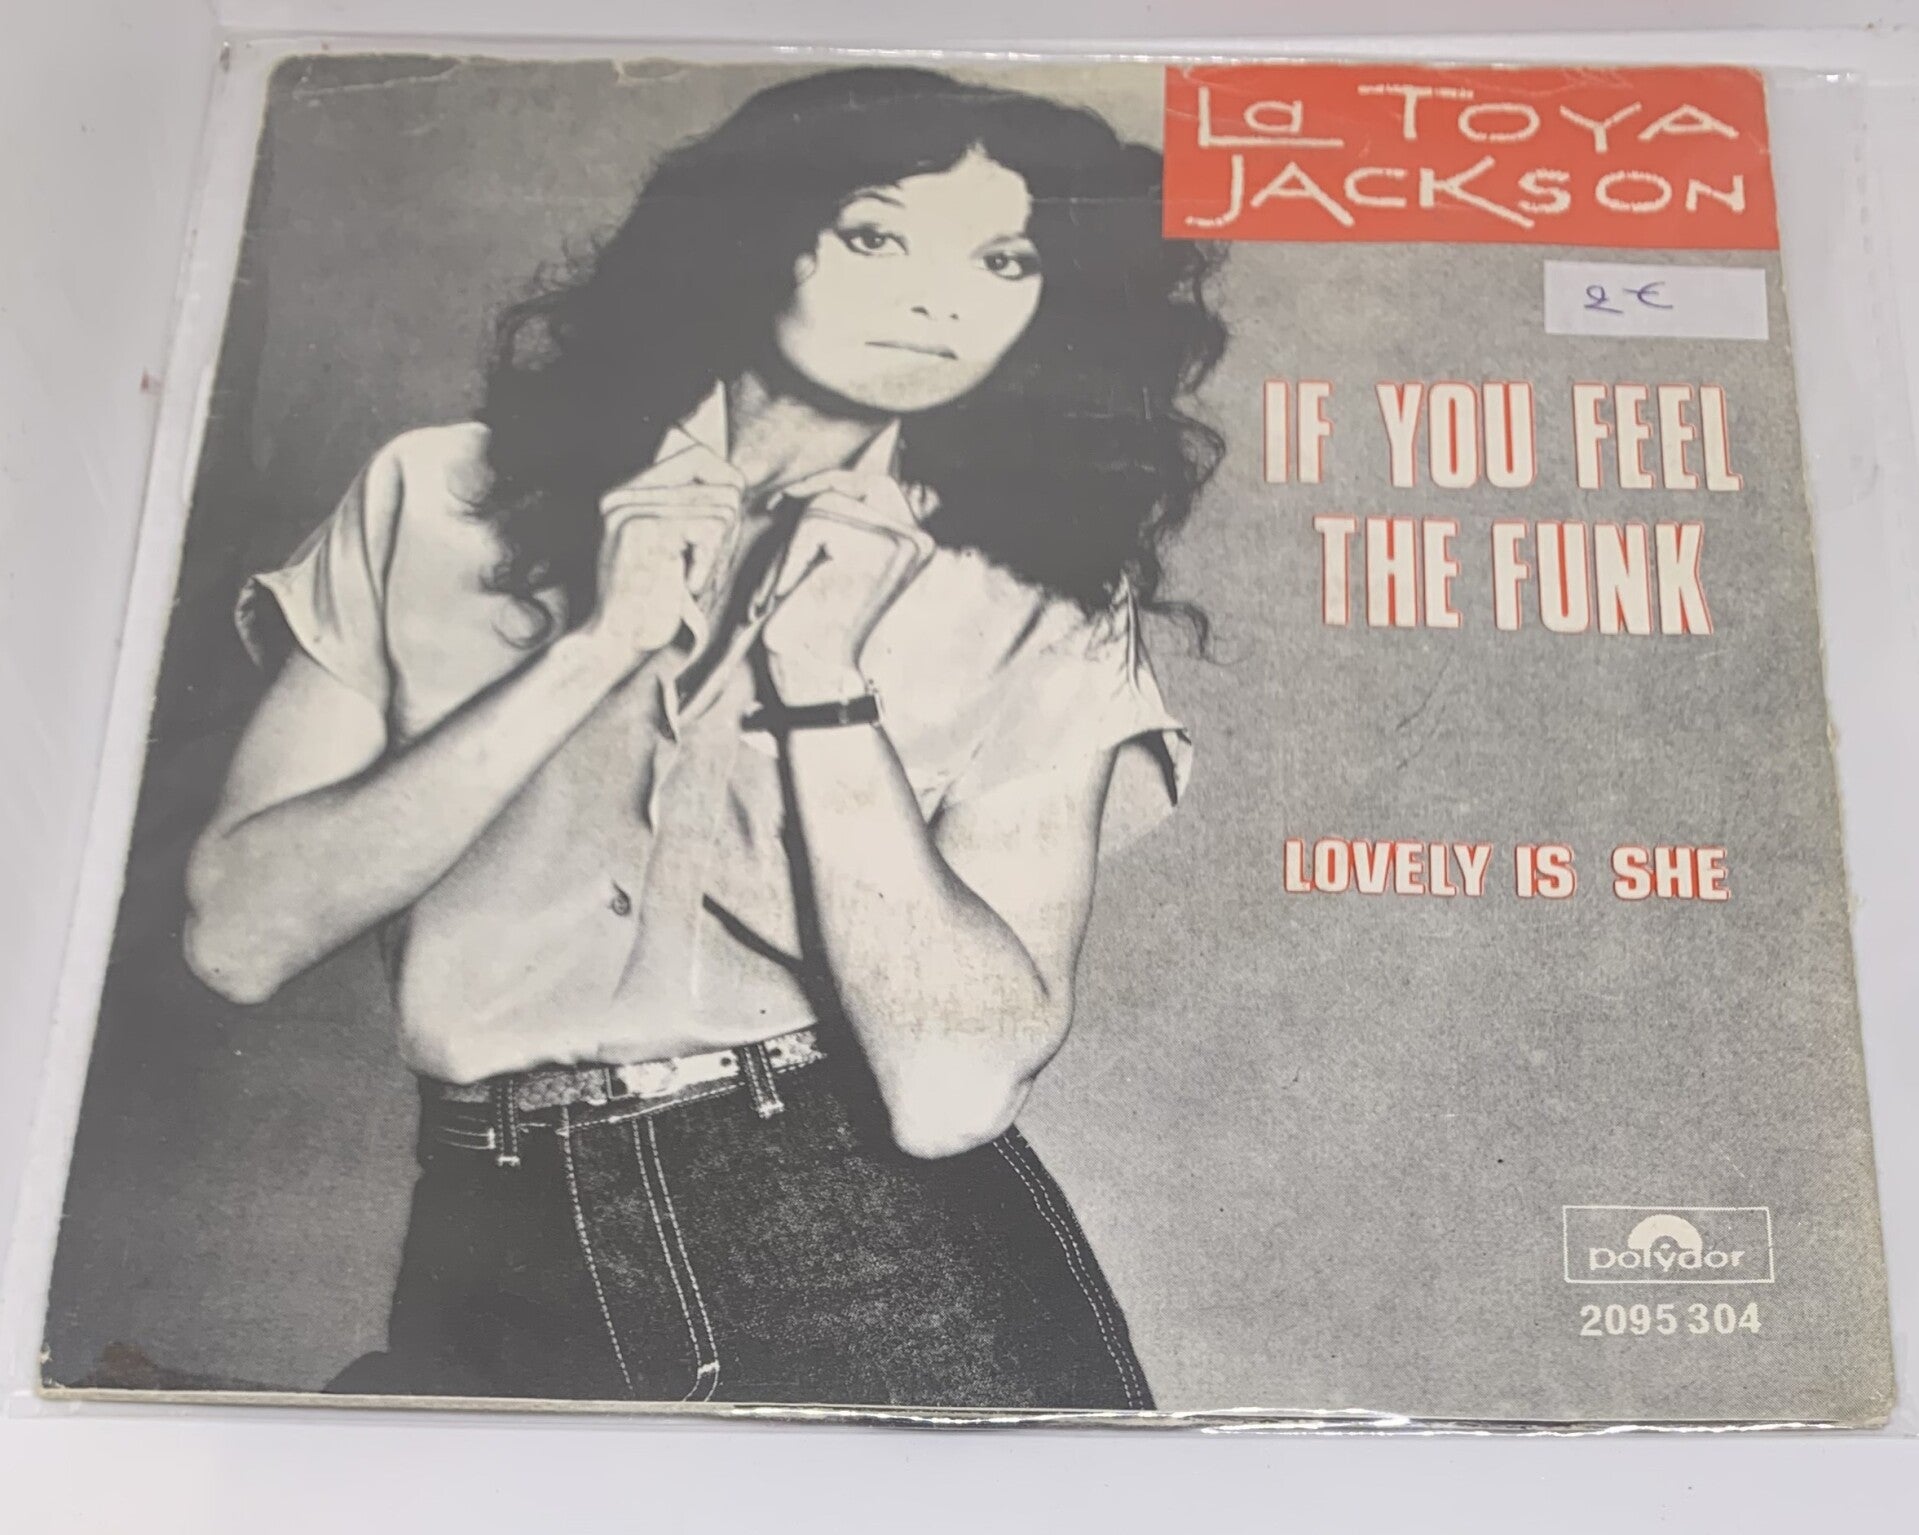 La TOYA
JACKSON
2 €
IF YOU FEEL
THE FUNK
LOVELY IS SHE
polydor
2095 304